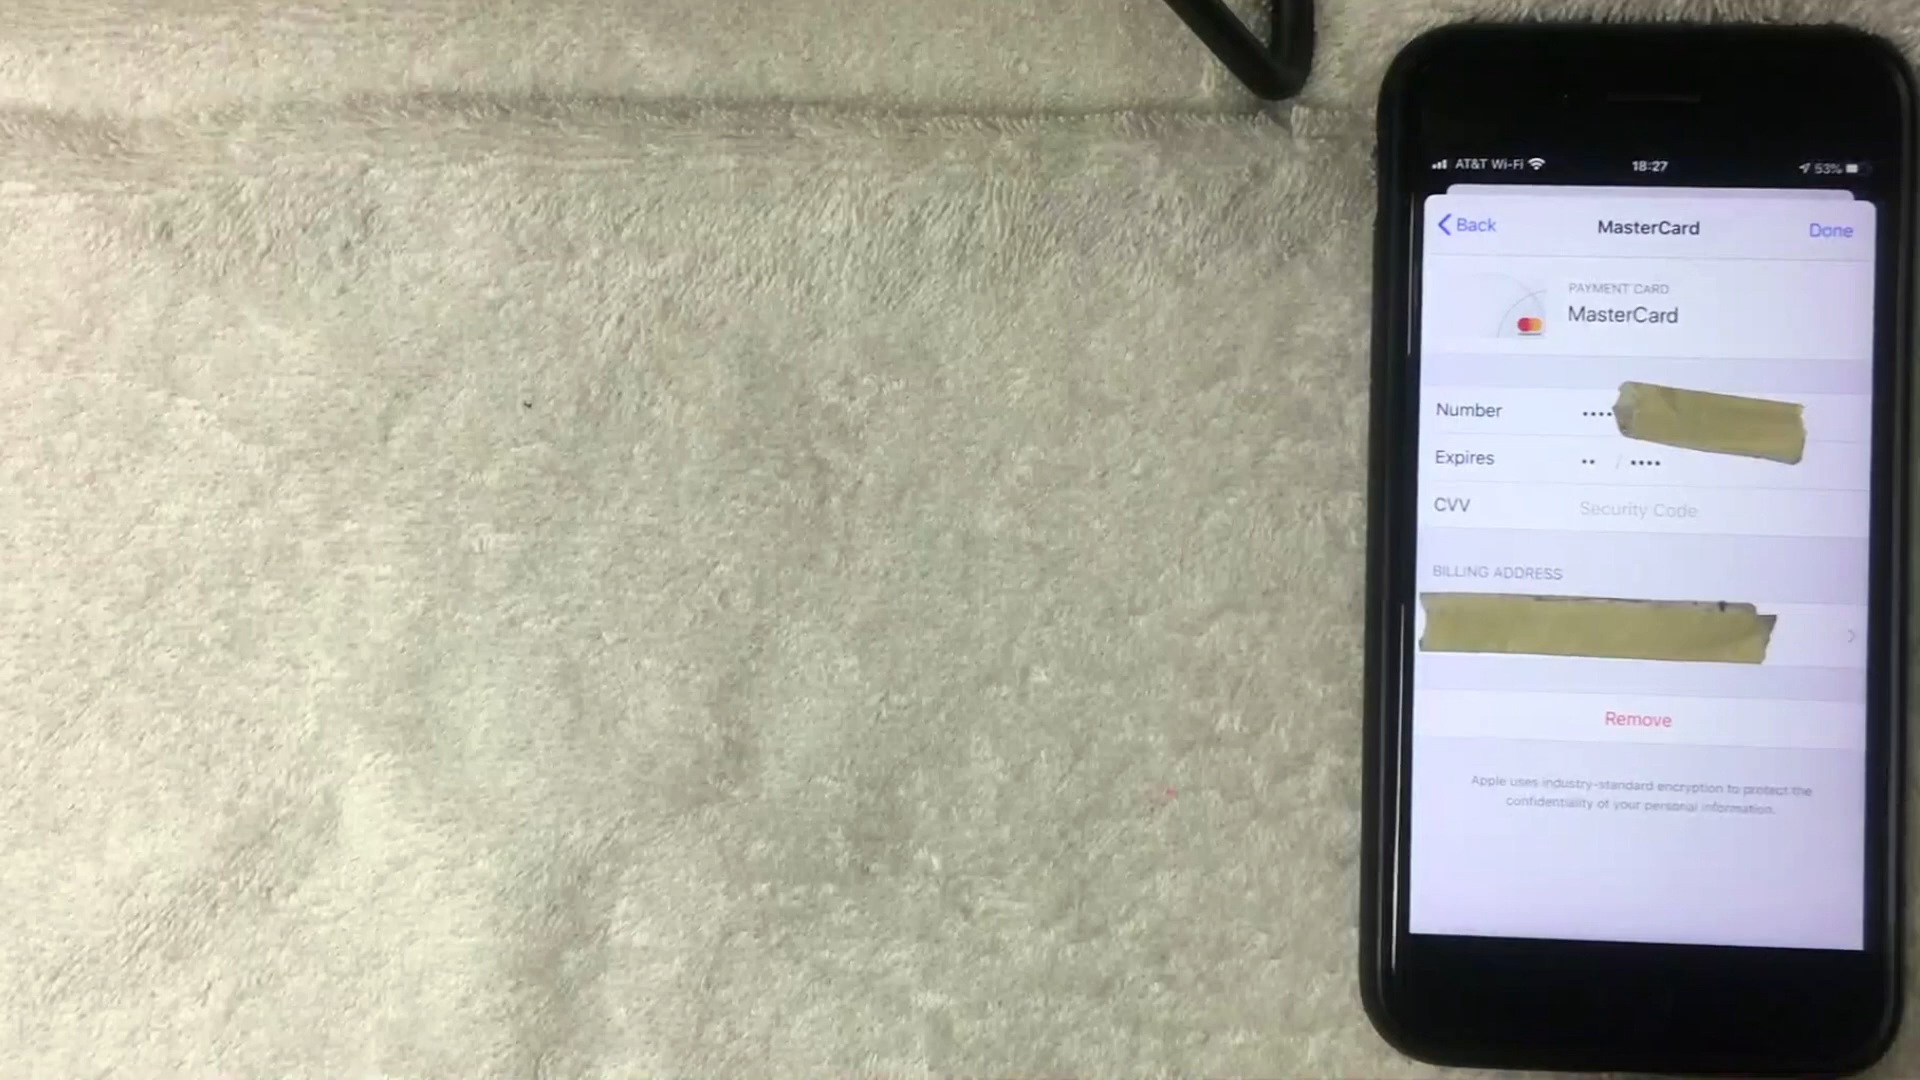 AT&T Wi-Fi 18:27 53%
Back MasterCard Done
PAYMENT CARD
MasterCard
Number ••••
Expires •• / ••••
CVV Security Code
BILLING ADDRESS
Remove
Apple uses industry-standard encryption to protect the
confidentiality of your personal information.